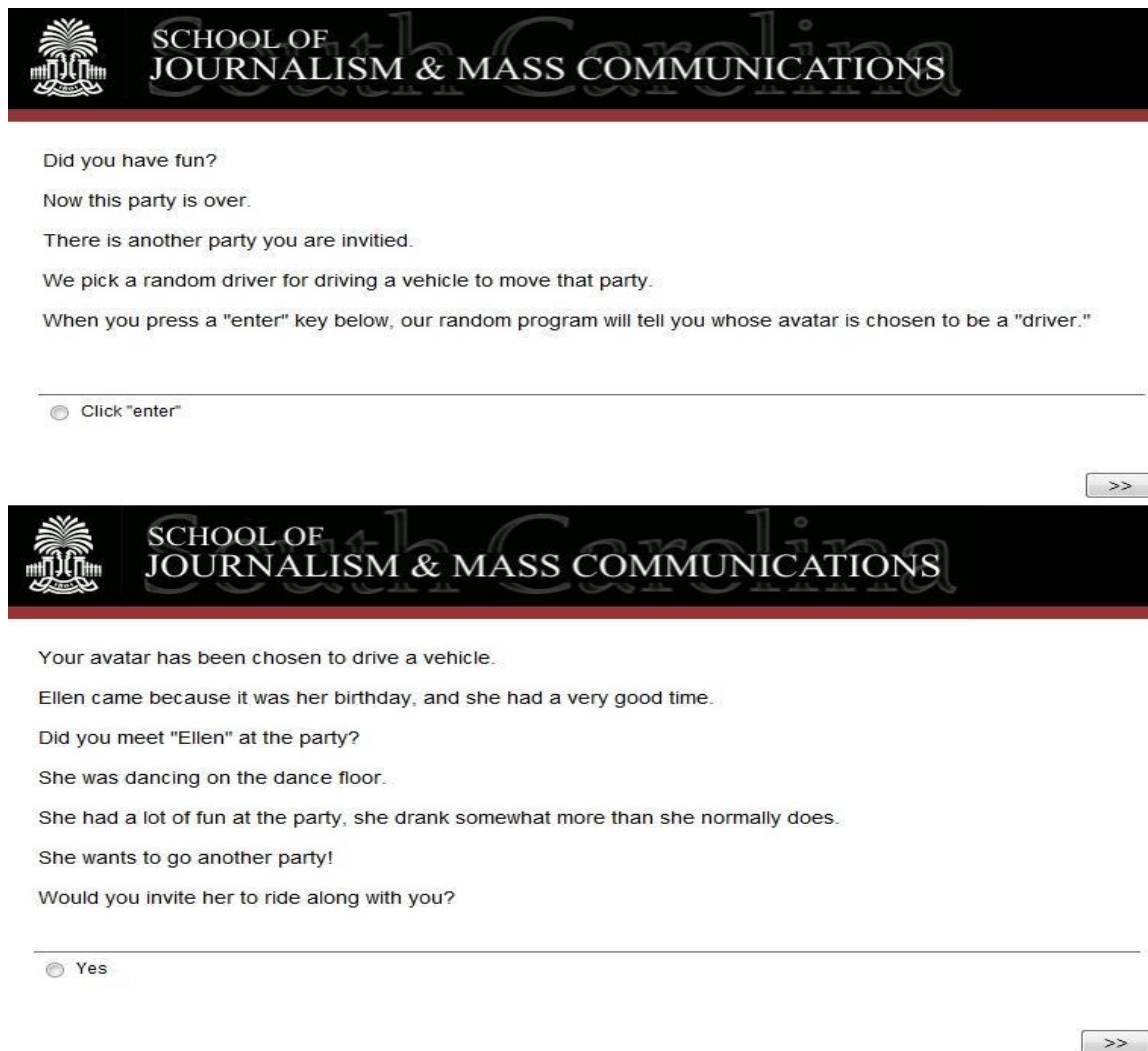 South Carolina
SCHOOL OF
JOURNALISM & MASS COMMUNICATIONS
1801
Did you have fun?
Now this party is over.
There is another party you are invitied.
We pick a random driver for driving a vehicle to move that party.
When you press a "enter" key below, our random program will tell you whose avatar is chosen to be a "driver."
Click "enter"
>>
South Carolina
SCHOOL OF
JOURNALISM & MASS COMMUNICATIONS
1801
Your avatar has been chosen to drive a vehicle.
Ellen came because it was her birthday, and she had a very good time.
Did you meet "Ellen" at the party?
She was dancing on the dance floor.
She had a lot of fun at the party, she drank somewhat more than she normally does.
She wants to go another party!
Would you invite her to ride along with you?
Yes
>>